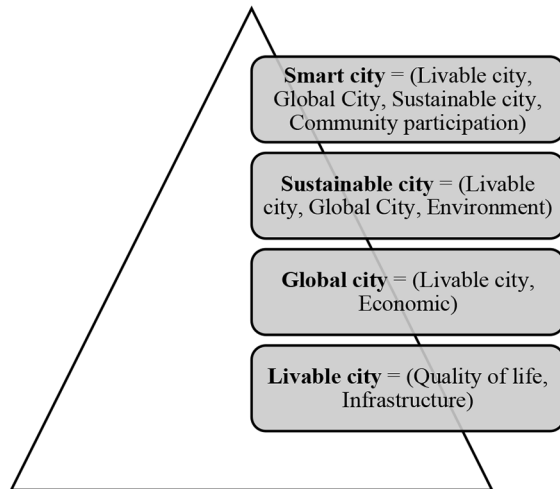 Smart city = (Livable city,
Global City, Sustainable city,
Community participation)
Sustainable city = (Livable
city, Global City, Environment)
Global city = (Livable city,
Economic)
Livable city = (Quality of life,
Infrastructure)